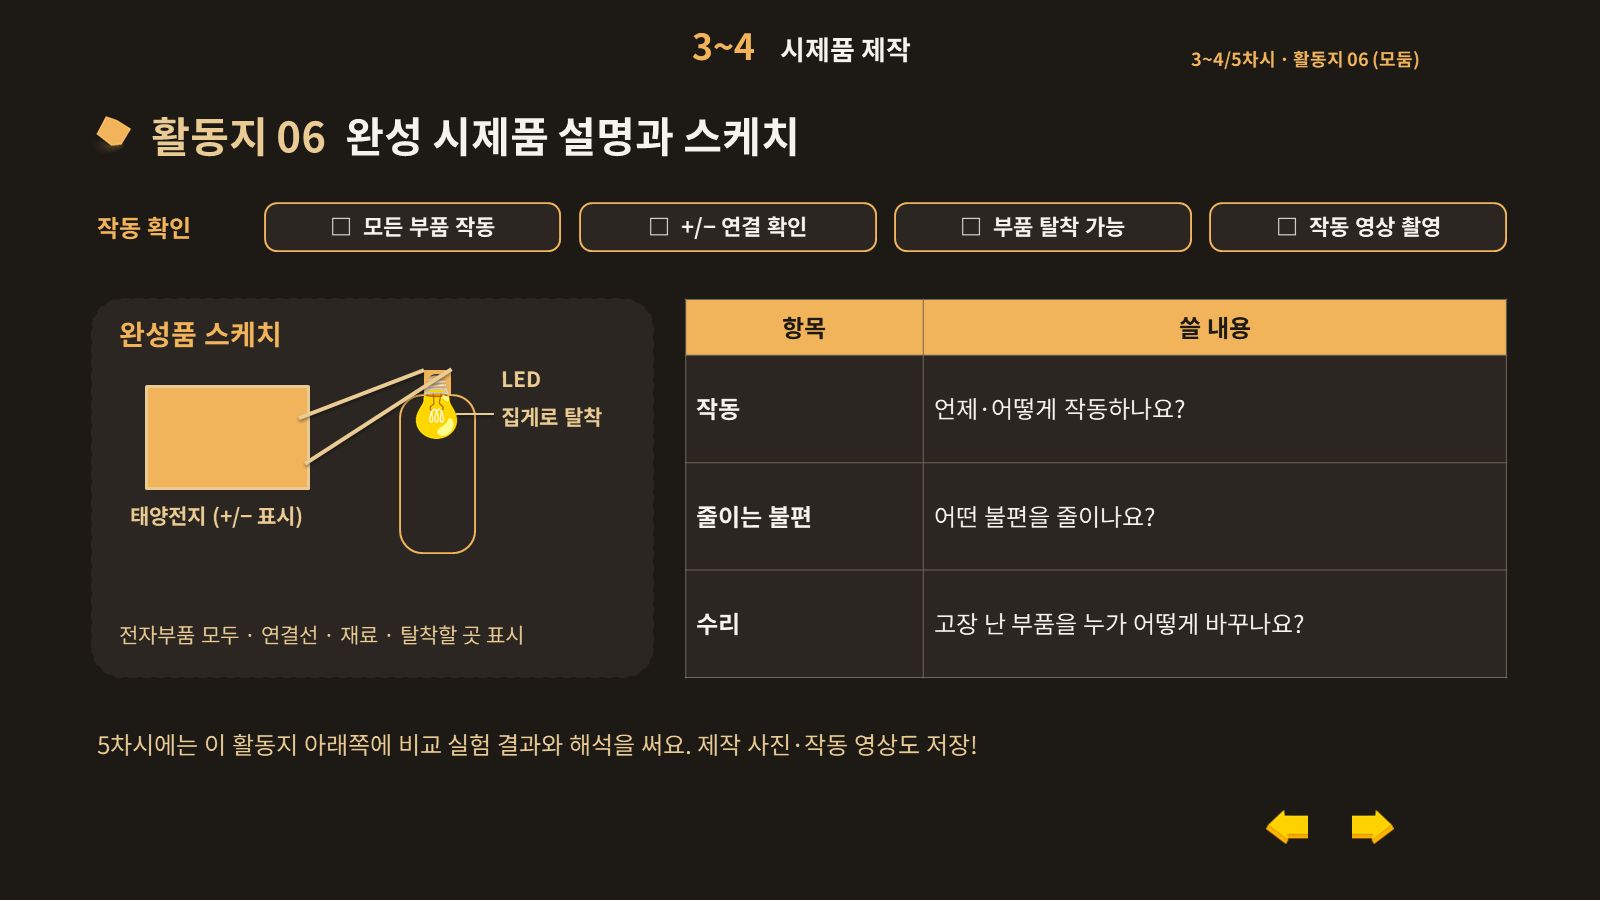 3~4 시제품 제작
3~4/5차시 · 활동지 06 (모둠)
활동지 06 완성 시제품 설명과 스케치
작동 확인
□ 모든 부품 작동
□ +/− 연결 확인
□ 부품 탈착 가능
□ 작동 영상 촬영
완성품 스케치
LED
집게로 탈착
태양전지 (+/− 표시)
전자부품 모두 · 연결선 · 재료 · 탈착할 곳 표시
항목 쓸 내용
작동 언제·어떻게 작동하나요?
줄이는 불편 어떤 불편을 줄이나요?
수리 고장 난 부품을 누가 어떻게 바꾸나요?
5차시에는 이 활동지 아래쪽에 비교 실험 결과와 해석을 써요. 제작 사진·작동 영상도 저장!